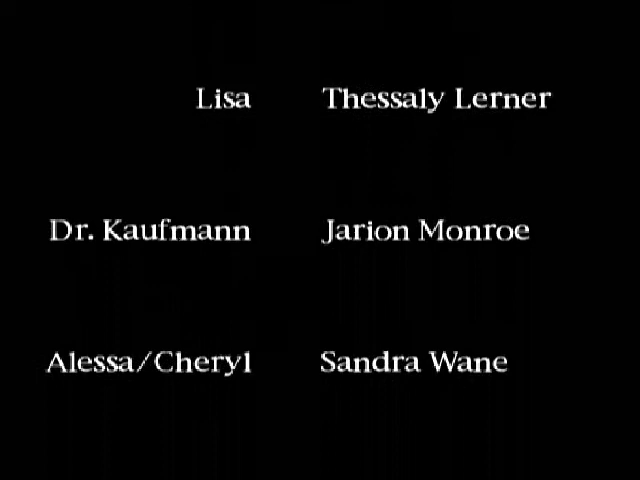 Lisa Thessaly Lerner
Dr. Kaufmann Jarion Monroe
Alessa/Cheryl Sandra Wane